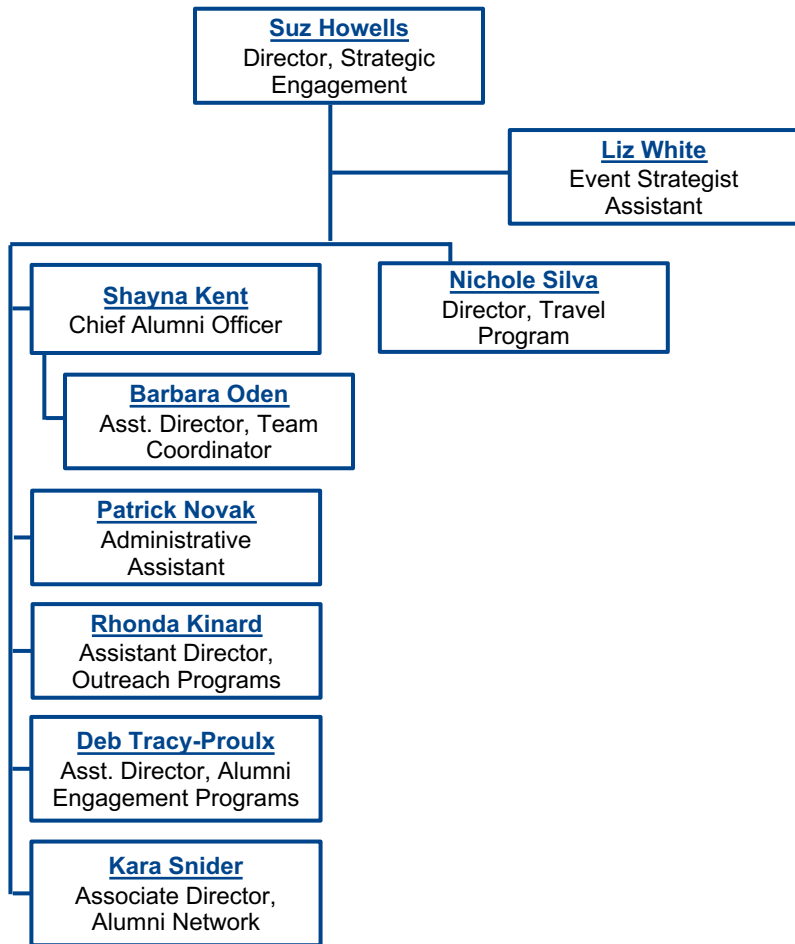 Suz Howells
Director, Strategic
Engagement
Liz White
Event Strategist
Assistant
Shayna Kent
Chief Alumni Officer
Nichole Silva
Director, Travel
Program
Barbara Oden
Asst. Director, Team
Coordinator
Patrick Novak
Administrative
Assistant
Rhonda Kinard
Assistant Director,
Outreach Programs
Deb Tracy-Proulx
Asst. Director, Alumni
Engagement Programs
Kara Snider
Associate Director,
Alumni Network